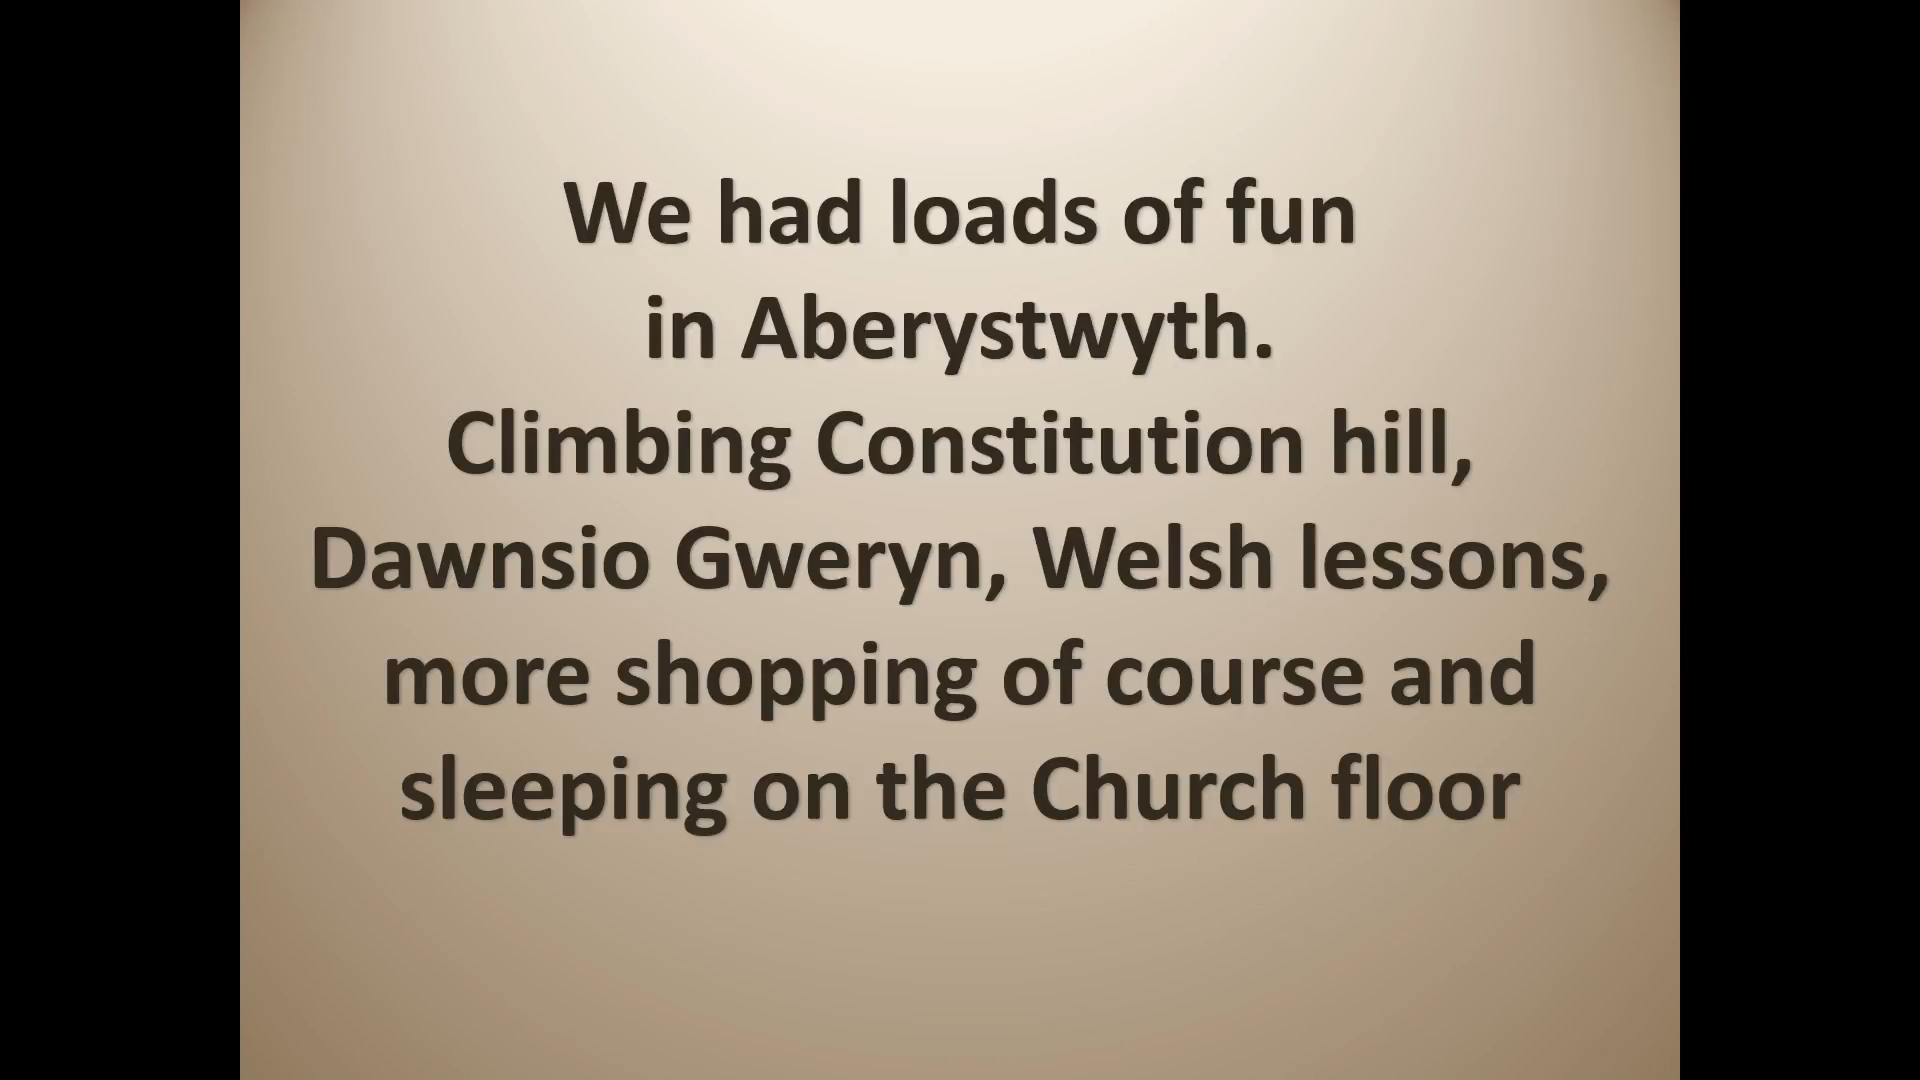 We had loads of fun
in Aberystwyth.
Climbing Constitution hill,
Dawnsio Gweryn, Welsh lessons,
more shopping of course and
sleeping on the Church floor